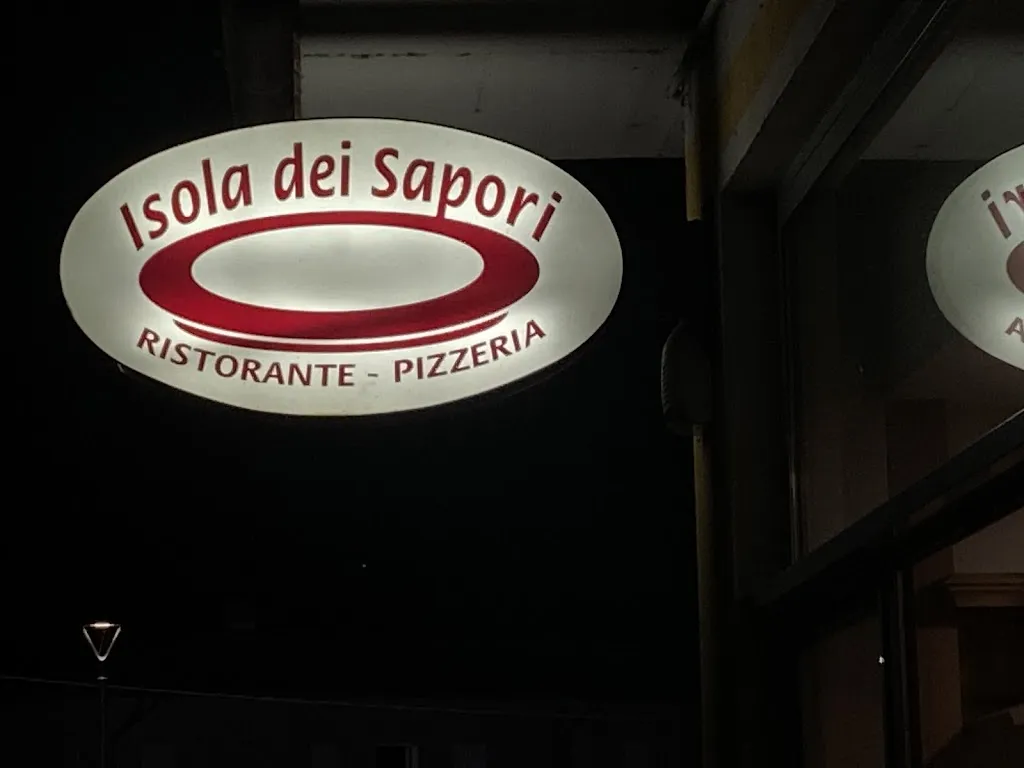 Isola dei Sapori
RISTORANTE - PIZZERIA